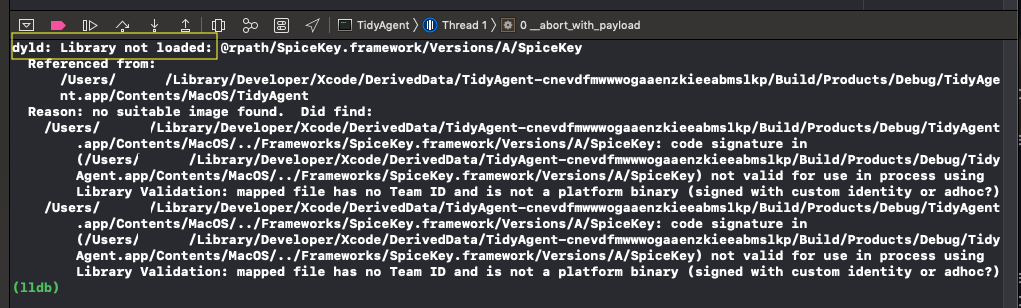 TidyAgent 〉 Thread 1 〉 0 __abort_with_payload
dyld: Library not loaded: @rpath/SpiceKey.framework/Versions/A/SpiceKey
Referenced from:
/Users/ /Library/Developer/Xcode/DerivedData/TidyAgent-cnevdfmwwwogaaenzkieeabmslkp/Build/Products/Debug/TidyAge
nt.app/Contents/MacOS/TidyAgent
Reason: no suitable image found.  Did find:
/Users/ /Library/Developer/Xcode/DerivedData/TidyAgent-cnevdfmwwwogaaenzkieeabmslkp/Build/Products/Debug/TidyAgent
.app/Contents/MacOS/../Frameworks/SpiceKey.framework/Versions/A/SpiceKey: code signature in
(/Users/ /Library/Developer/Xcode/DerivedData/TidyAgent-cnevdfmwwwogaaenzkieeabmslkp/Build/Products/Debug/Tidy
Agent.app/Contents/MacOS/../Frameworks/SpiceKey.framework/Versions/A/SpiceKey) not valid for use in process using
Library Validation: mapped file has no Team ID and is not a platform binary (signed with custom identity or adhoc?)
/Users/ /Library/Developer/Xcode/DerivedData/TidyAgent-cnevdfmwwwogaaenzkieeabmslkp/Build/Products/Debug/TidyAgent
.app/Contents/MacOS/../Frameworks/SpiceKey.framework/Versions/A/SpiceKey: code signature in
(/Users/ /Library/Developer/Xcode/DerivedData/TidyAgent-cnevdfmwwwogaaenzkieeabmslkp/Build/Products/Debug/Tidy
Agent.app/Contents/MacOS/../Frameworks/SpiceKey.framework/Versions/A/SpiceKey) not valid for use in process using
Library Validation: mapped file has no Team ID and is not a platform binary (signed with custom identity or adhoc?)
(lldb)